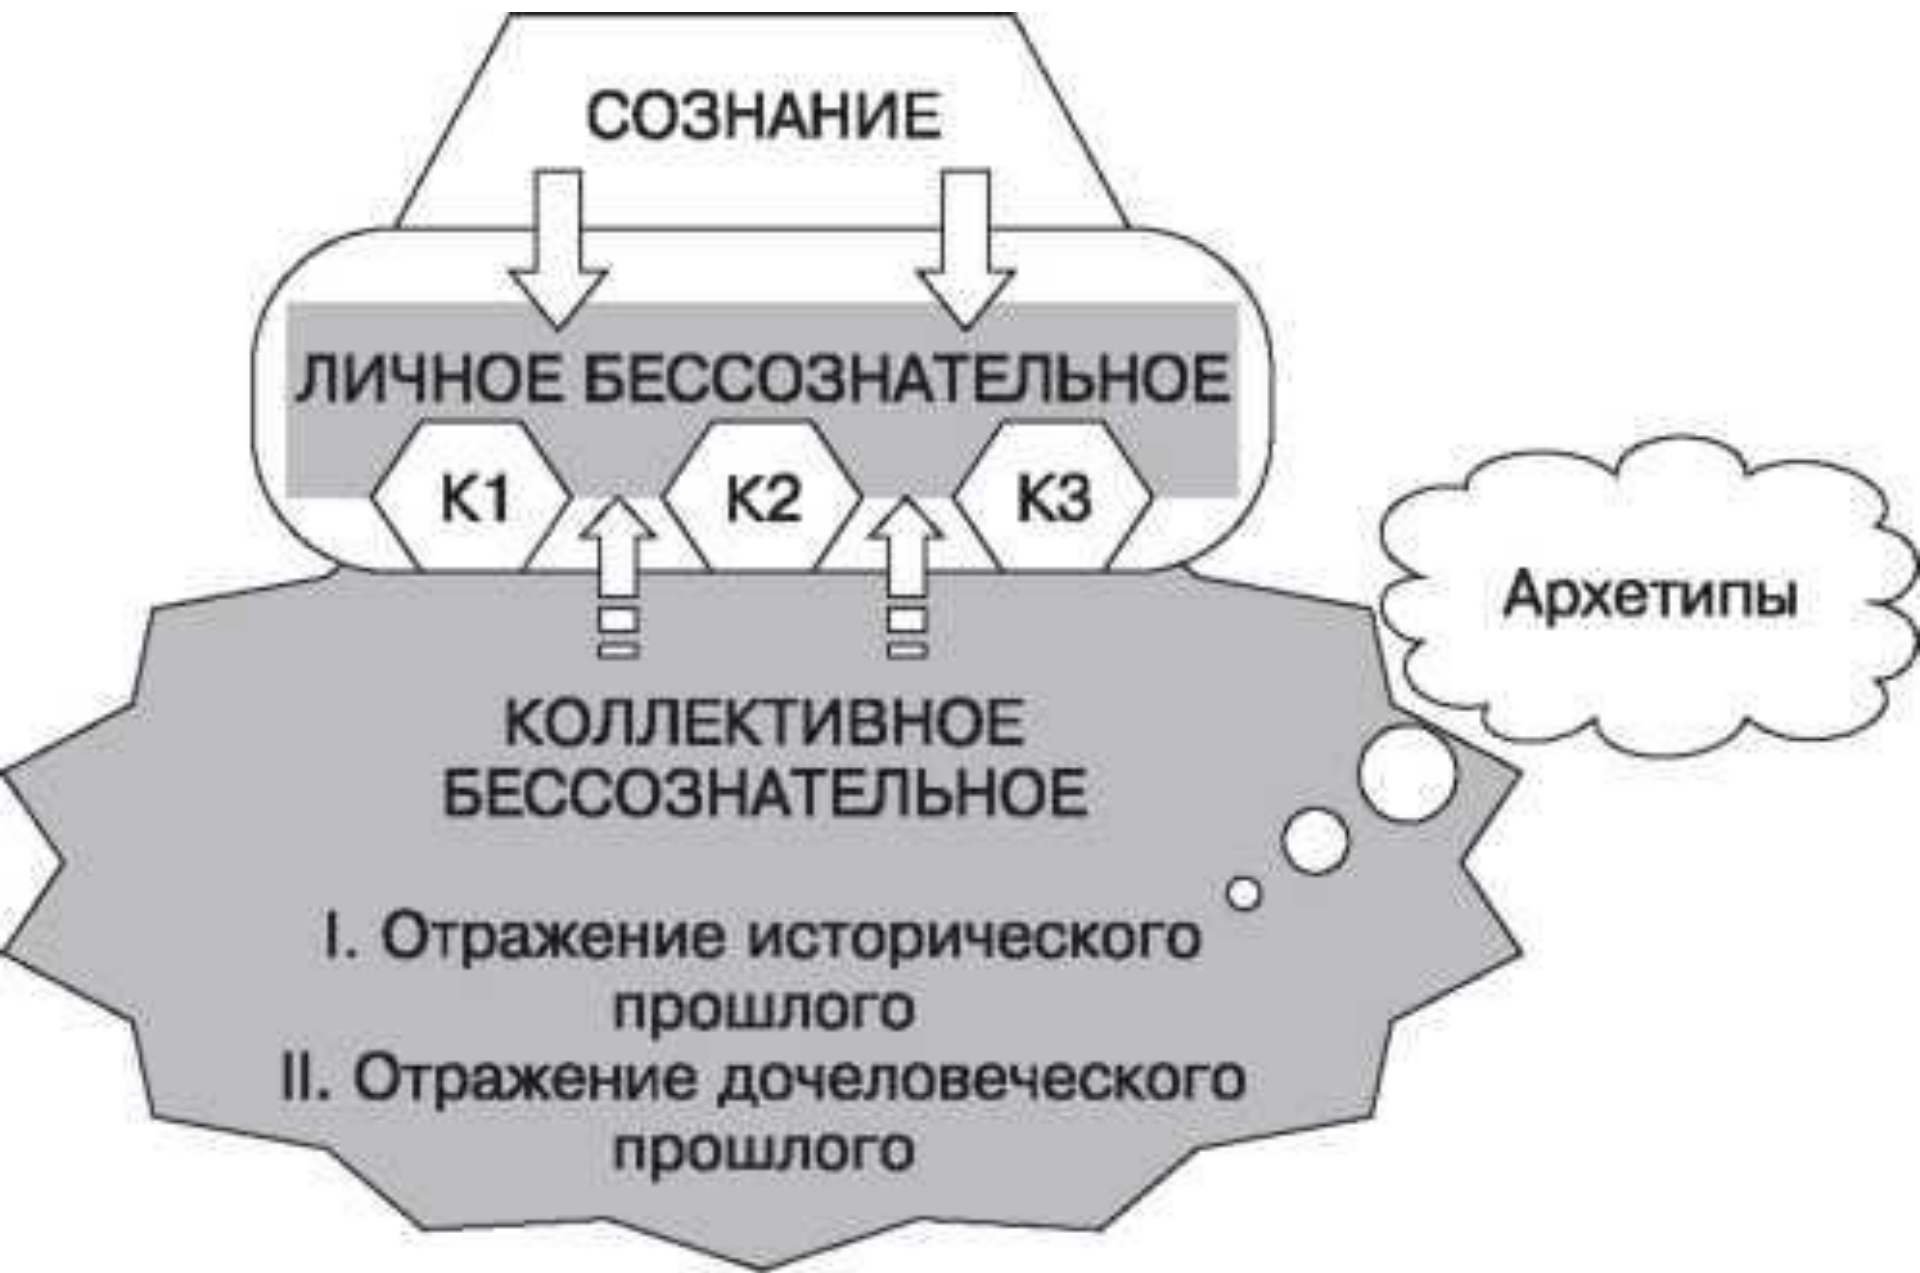 СОЗНАНИЕ
ЛИЧНОЕ БЕССОЗНАТЕЛЬНОЕ
К1 К2 К3
Архетипы
КОЛЛЕКТИВНОЕ
БЕССОЗНАТЕЛЬНОЕ
I. Отражение исторического
прошлого
II. Отражение дочеловеческого
прошлого